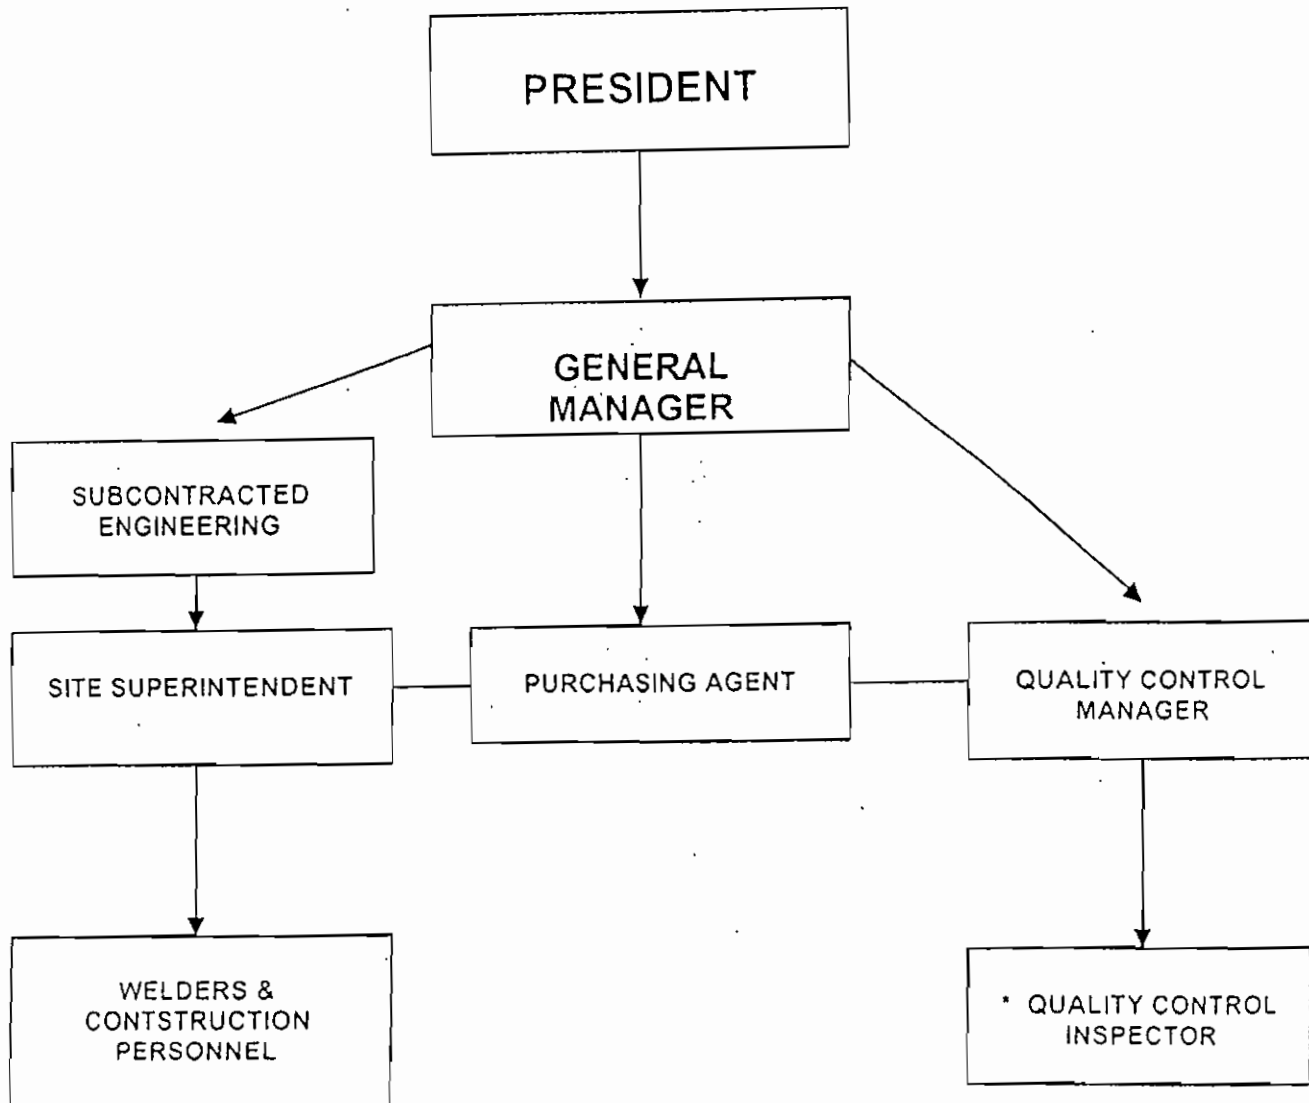 PRESIDENT
GENERAL
MANAGER
SUBCONTRACTED
ENGINEERING
SITE SUPERINTENDENT
PURCHASING AGENT
QUALITY CONTROL
MANAGER
WELDERS &
CONTSTRUCTION
PERSONNEL
* QUALITY CONTROL
INSPECTOR